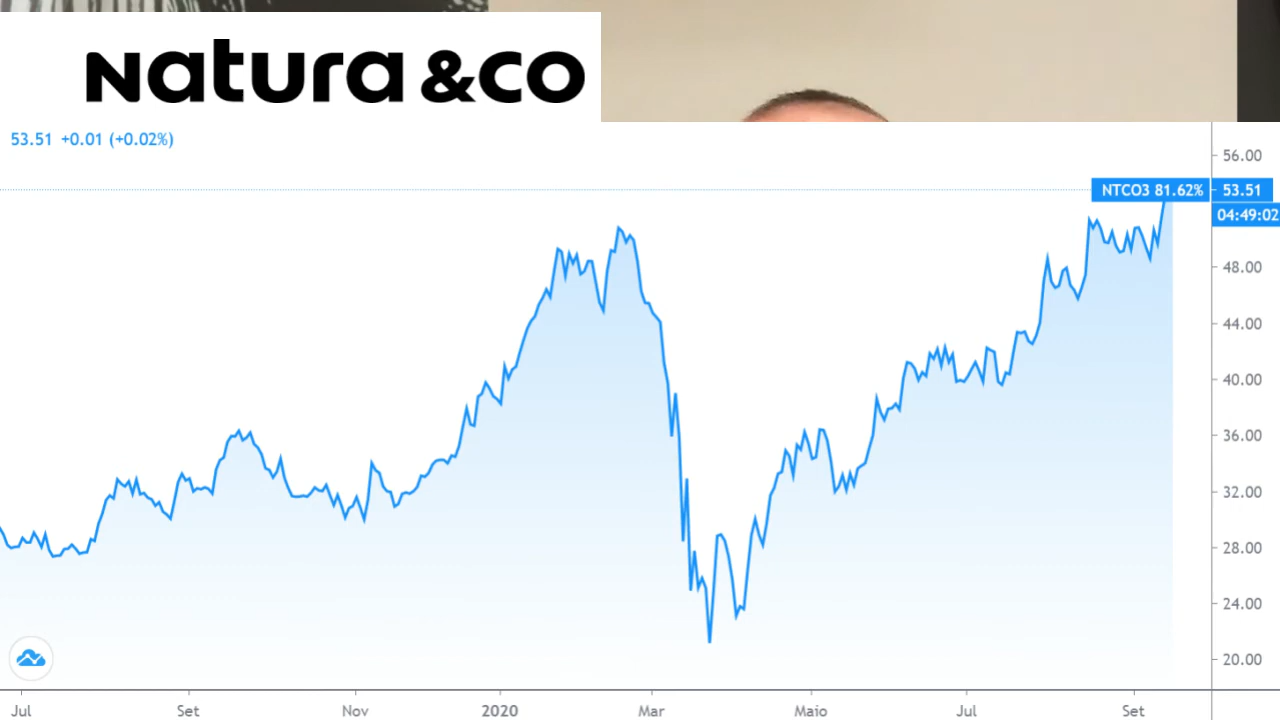 Natura &CO
53.51 +0.01 (+0.02%)
56.00
NTCO3 81.62% 53.51
04:49:02
48.00
44.00
40.00
36.00
32.00
28.00
24.00
20.00
Jul Set Nov 2020 Mar Maio Jul Set